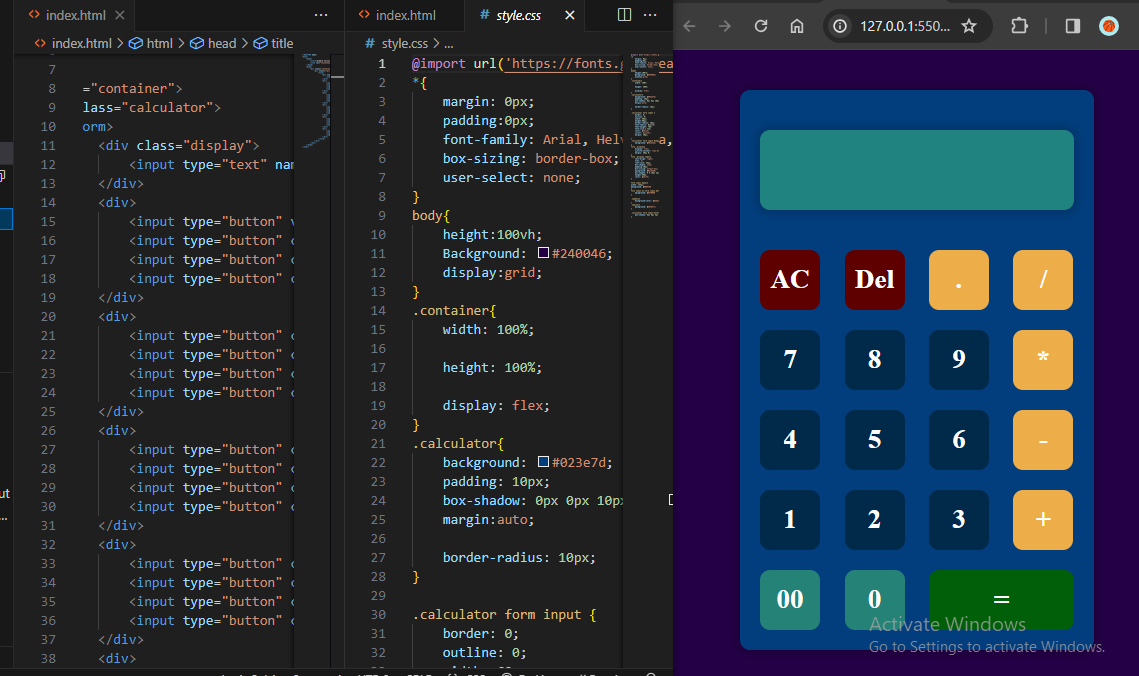 index.html
index.html > html > head > title
7
8 ="container">
9 lass="calculator">
10 orm>
11 <div class="display">
12 <input type="text" nam
13 </div>
14 <div>
15 <input type="button" v
16 <input type="button" c
17 <input type="button" c
18 <input type="button" c
19 </div>
20 <div>
21 <input type="button" c
22 <input type="button" c
23 <input type="button" c
24 <input type="button" c
25 </div>
26 <div>
27 <input type="button" c
28 <input type="button" c
29 <input type="button" c
30 <input type="button" c
31 </div>
32 <div>
33 <input type="button" c
34 <input type="button" c
35 <input type="button" c
36 <input type="button" c
37 </div>
38 <div>
ut
index.html
# style.css
# style.css > ...
1 @import url('https://fonts.g ea
2 *{
3 margin: 0px;
4 padding:0px;
5 font-family: Arial, Helv a,
6 box-sizing: border-box;
7 user-select: none;
8 }
9 body{
10 height:100vh;
11 Background: #240046;
12 display:grid;
13 }
14 .container{
15 width: 100%;
16
17 height: 100%;
18
19 display: flex;
20 }
21 .calculator{
22 background: #023e7d;
23 padding: 10px;
24 box-shadow: 0px 0px 10px
25 margin:auto;
26
27 border-radius: 10px;
28 }
29
30 .calculator form input {
31 border: 0;
32 outline: 0;
127.0.0.1:550...
AC Del . /
7 8 9 *
4 5 6 -
1 2 3 +
00 0 =
Activate Windows
Go to Settings to activate Windows.